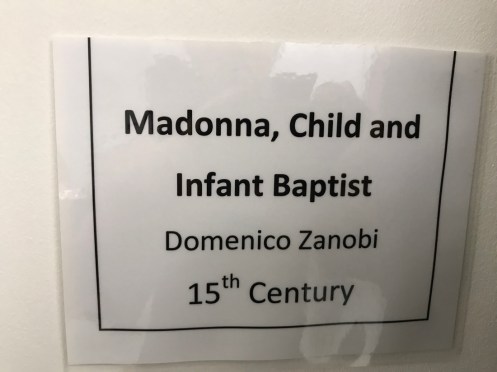 Madonna, Child and
Infant Baptist
Domenico Zanobi
15th Century